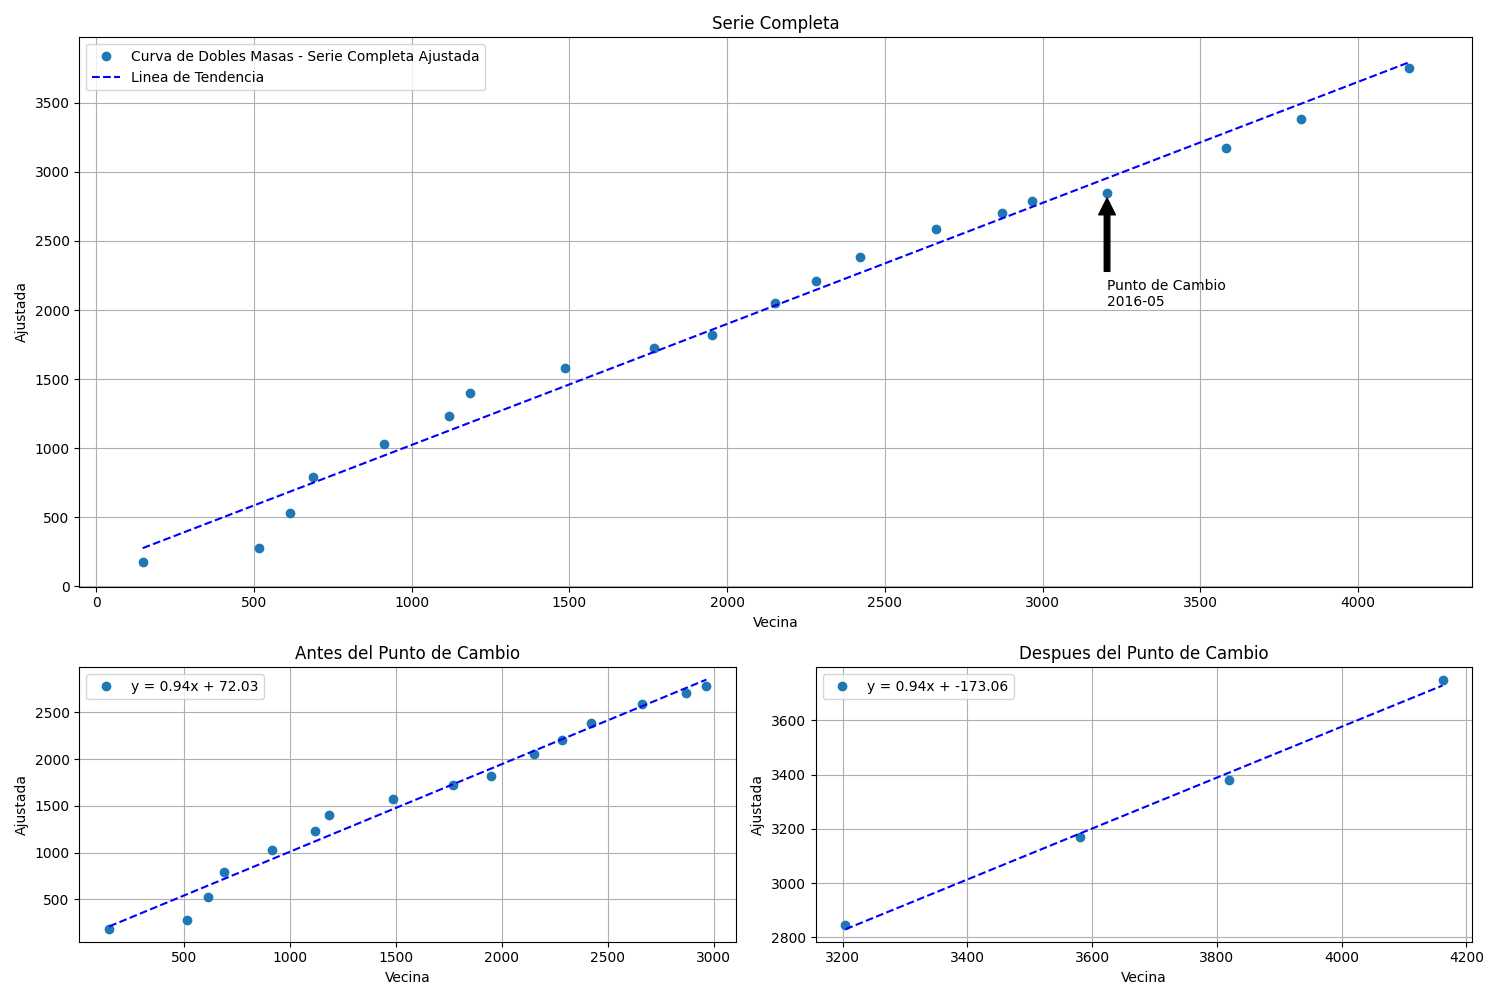 Serie Completa
Curva de Dobles Masas - Serie Completa Ajustada
Linea de Tendencia
3500
3000
2500
2000
1500
1000
500
0
Ajustada
Punto de Cambio
2016-05
0 500 1000 1500 2000 2500 3000 3500 4000
Vecina
Antes del Punto de Cambio
y = 0.94x + 72.03
2500
2000
1500
1000
500
Ajustada
500 1000 1500 2000 2500 3000
Vecina
Despues del Punto de Cambio
y = 0.94x + -173.06
3600
3400
3200
3000
2800
Ajustada
3200 3400 3600 3800 4000 4200
Vecina